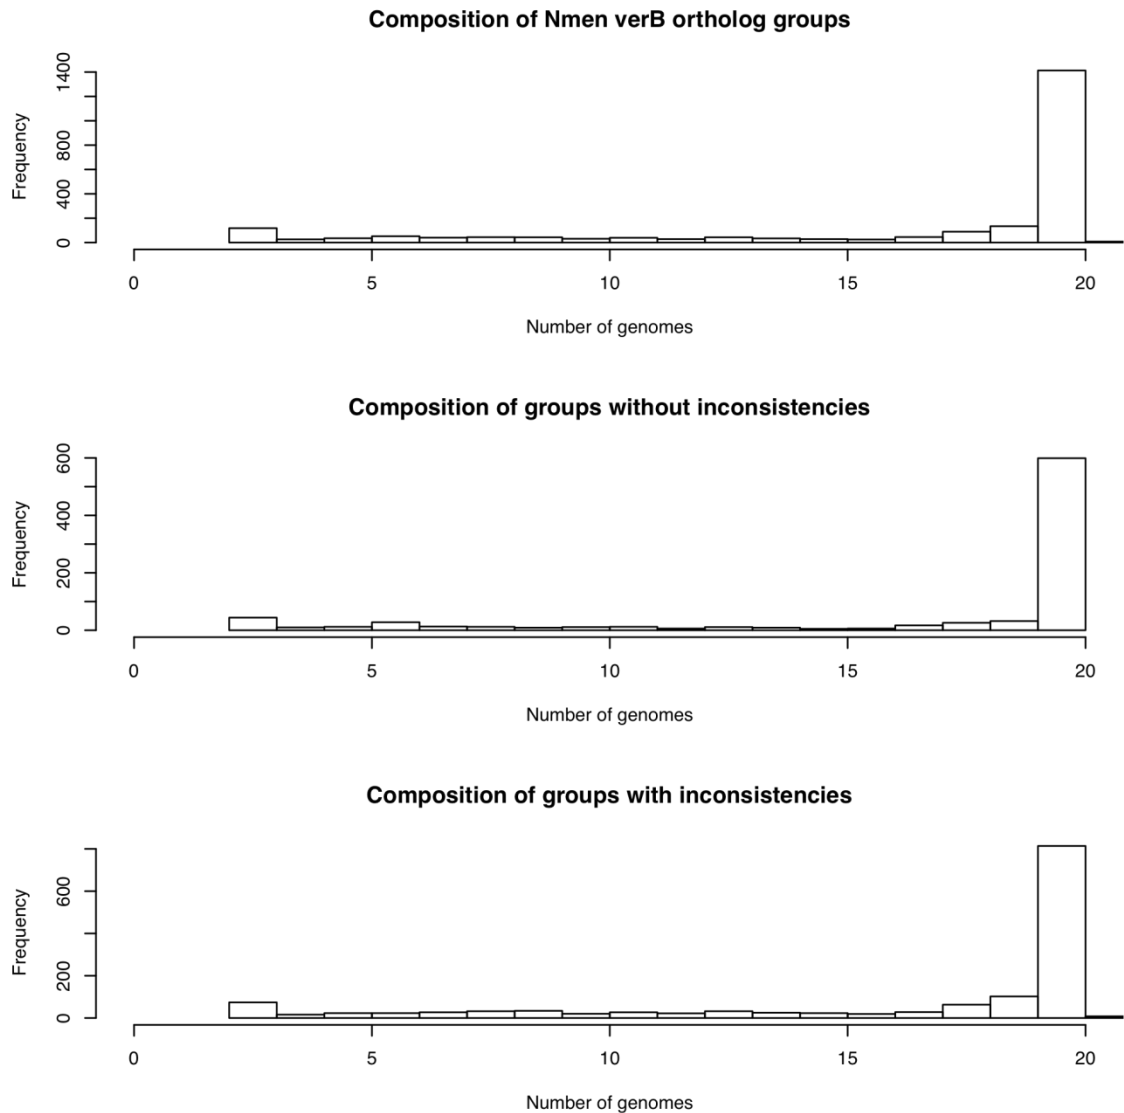 Composition of Nmen verB ortholog groups
Frequency
0 400 800 1400
0 5 10 15 20
Number of genomes
Composition of groups without inconsistencies
Frequency
0 200 400 600
0 5 10 15 20
Number of genomes
Composition of groups with inconsistencies
Frequency
0 200 600
0 5 10 15 20
Number of genomes